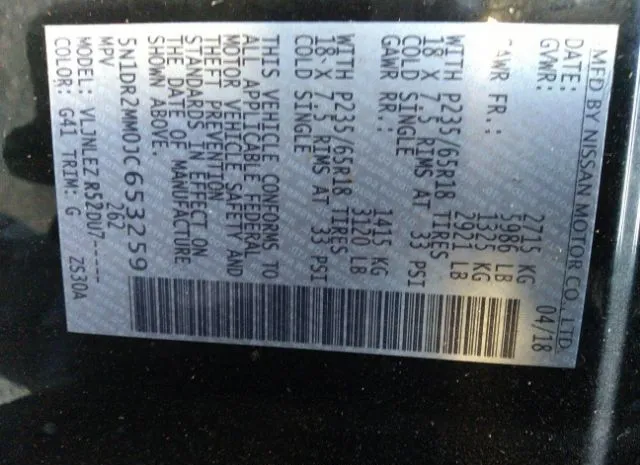 MFD BY NISSAN MOTOR CO., LTD.
DATE: 04/18
GVWR: 2715 KG
5986 LB
GAWR FR.: 1325 KG
2921 LB
WITH P235/65R18 TIRES
18 X 7.5 RIMS AT 33 PSI
COLD SINGLE
GAWR RR.: 1415 KG
3120 LB
WITH P235/65R18 TIRES
18 X 7.5 RIMS AT 33 PSI
COLD SINGLE
THIS VEHICLE CONFORMS TO
ALL APPLICABLE FEDERAL
MOTOR VEHICLE SAFETY AND
THEFT PREVENTION
STANDARDS IN EFFECT ON
THE DATE OF MANUFACTURE
SHOWN ABOVE.
5N1DR2MM0JC653259
MPV 262
MODEL: VLJNLEZ R52DU7-----
COLOR: G41 TRIM: G ZS30A